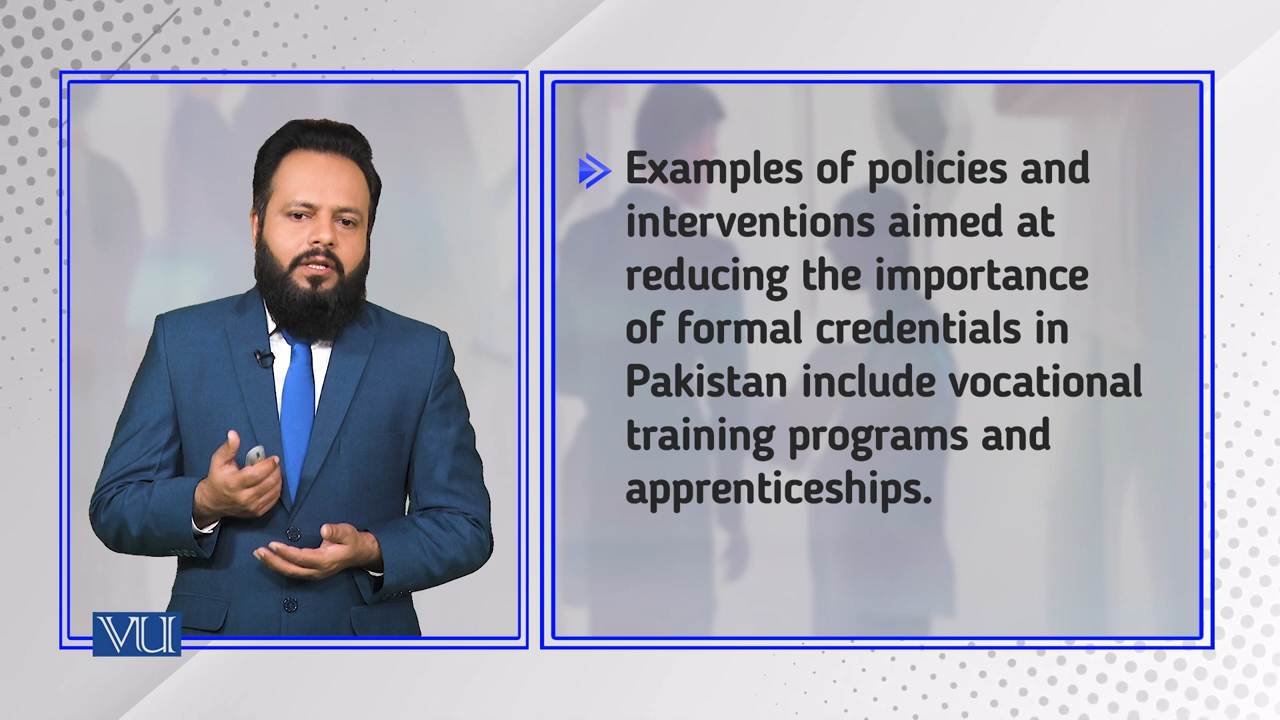 Examples of policies and
interventions aimed at
reducing the importance
of formal credentials in
Pakistan include vocational
training programs and
apprenticeships.
VU